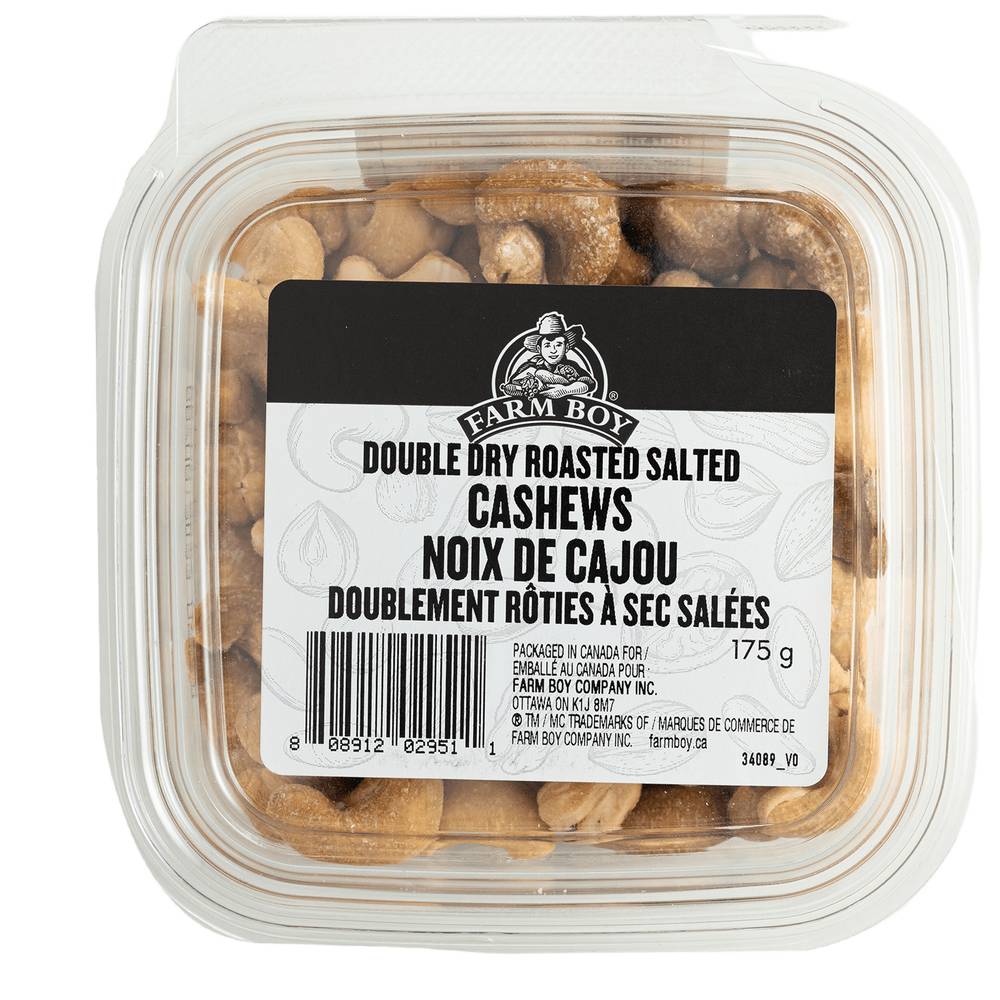 FARM BOY®
DOUBLE DRY ROASTED SALTED
CASHEWS
NOIX DE CAJOU
DOUBLEMENT RÔTIES À SEC SALÉES
175 g
PACKAGED IN CANADA FOR /
EMBALLÉ AU CANADA POUR
FARM BOY COMPANY INC.
OTTAWA ON K1J 8M7
® TM / MC TRADEMARKS OF / MARQUES DE COMMERCE DE
FARM BOY COMPANY INC. farmboy.ca
8 08912 02951 1
34089_V0